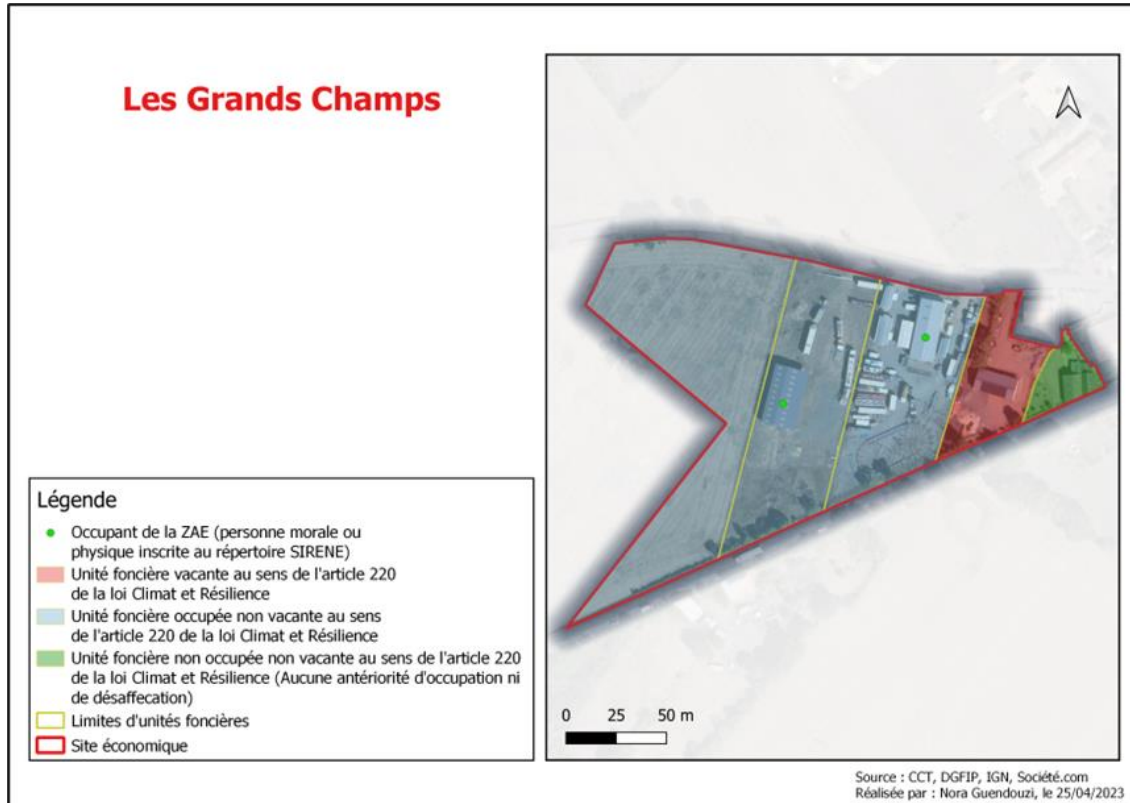 Les Grands Champs
Légende
Occupant de la ZAE (personne morale ou
physique inscrite au répertoire SIRENE)
Unité foncière vacante au sens de l'article 220
de la loi Climat et Résilience
Unité foncière occupée non vacante au sens
de l'article 220 de la loi Climat et Résilience
Unité foncière non occupée non vacante au sens de l'article 220
de la loi Climat et Résilience (Aucune antériorité d'occupation ni
de désaffecation)
Limites d'unités foncières
Site économique
0 25 50 m
Source : CCT, DGFIP, IGN, Société.com
Réalisée par : Nora Guendouzi, le 25/04/2023